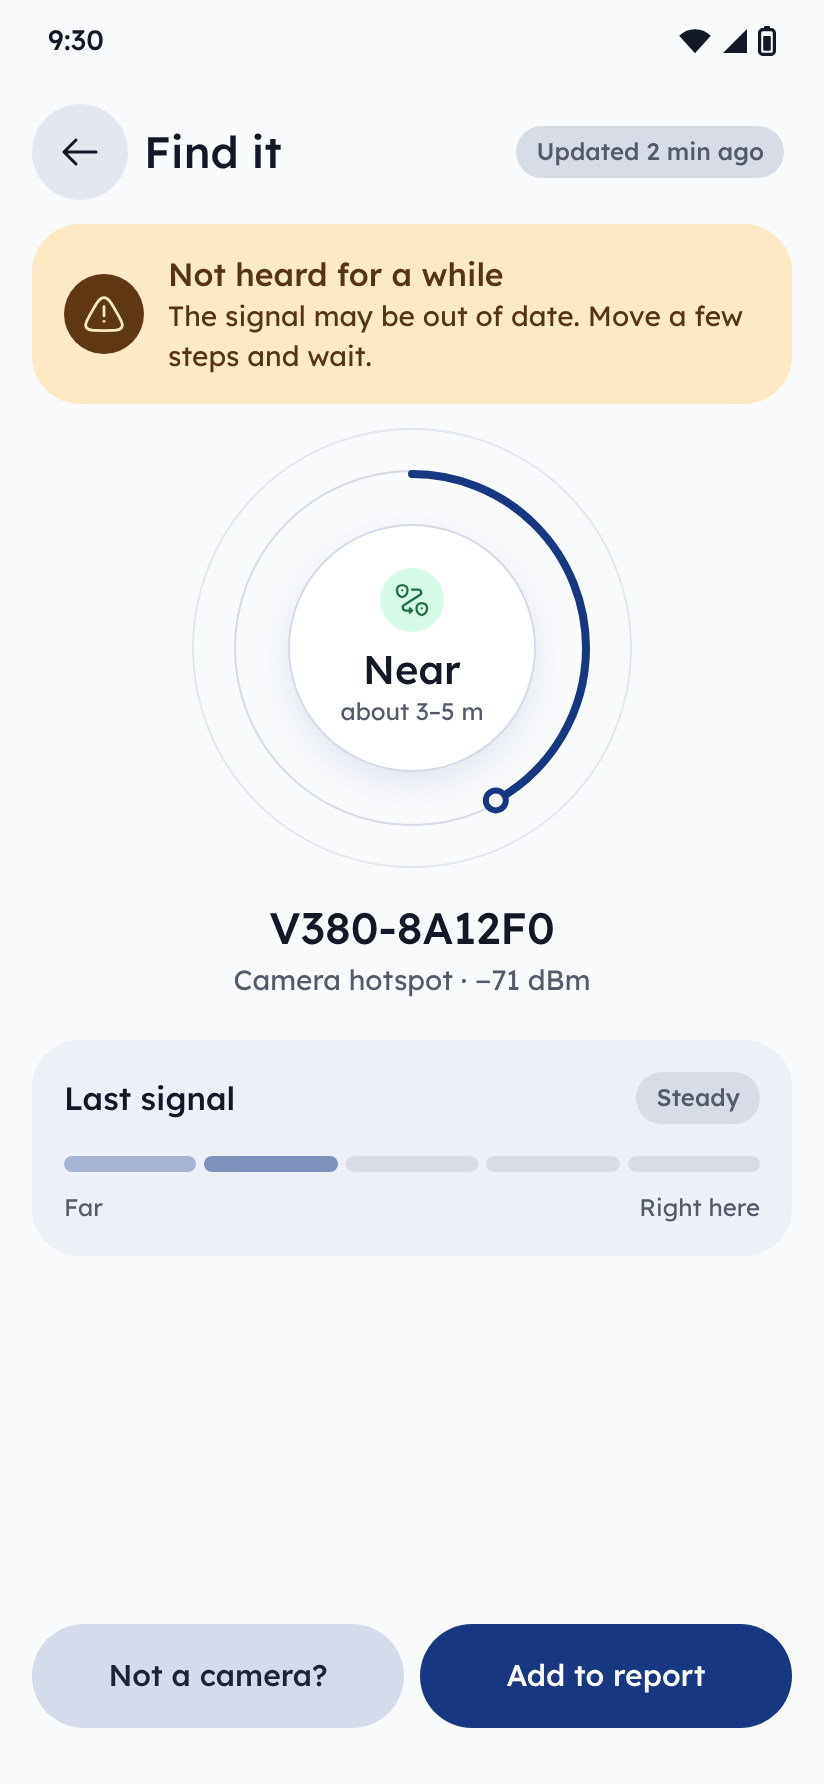 9:30
Find it
Updated 2 min ago
Not heard for a while
The signal may be out of date. Move a few
steps and wait.
Near
about 3–5 m
V380-8A12F0
Camera hotspot · −71 dBm
Last signal
Steady
Far
Right here
Not a camera?
Add to report